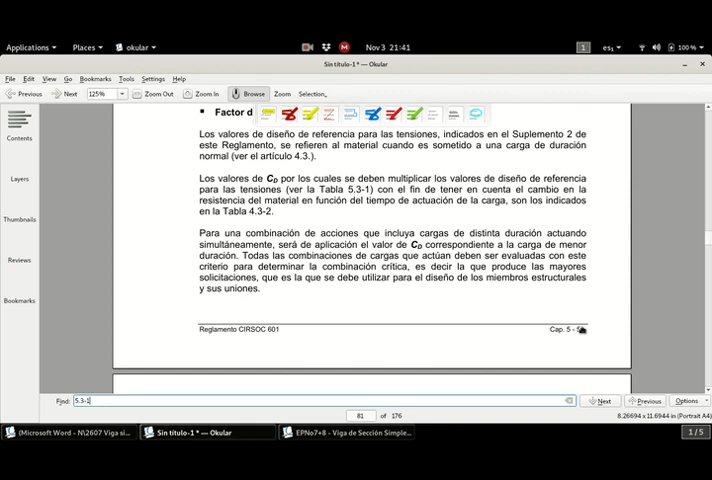 Applications Places okular Nov 3 21:41 1 es 100 %
Sin título-1 * — Okular
File Edit View Go Bookmarks Tools Settings Help
Previous Next 125% Zoom Out Zoom In Browse Zoom Selection
Contents
Layers
Thumbnails
Reviews
Bookmarks
Factor d
Los valores de diseño de referencia para las tensiones, indicados en el Suplemento 2 de
este Reglamento, se refieren al material cuando es sometido a una carga de duración
normal (ver el artículo 4.3.).
Los valores de CD por los cuales se deben multiplicar los valores de diseño de referencia
para las tensiones (ver la Tabla 5.3-1) con el fin de tener en cuenta el cambio en la
resistencia del material en función del tiempo de actuación de la carga, son los indicados
en la Tabla 4.3-2.
Para una combinación de acciones que incluya cargas de distinta duración actuando
simultáneamente, será de aplicación el valor de CD correspondiente a la carga de menor
duración. Todas las combinaciones de cargas que actúan deben ser evaluadas con este
criterio para determinar la combinación crítica, es decir la que produce las mayores
solicitaciones, que es la que se debe utilizar para el diseño de los miembros estructurales
y sus uniones.
Reglamento CIRSOC 601 Cap. 5 -
Find: 5.3-1 Next Previous Options
81 of 176
8.26694 x 11.6944 in (Portrait A4)
(Microsoft Word - N\2607 Viga si... Sin título-1 * — Okular EPNo7+8 - Viga de Sección Simple... 1 / 5